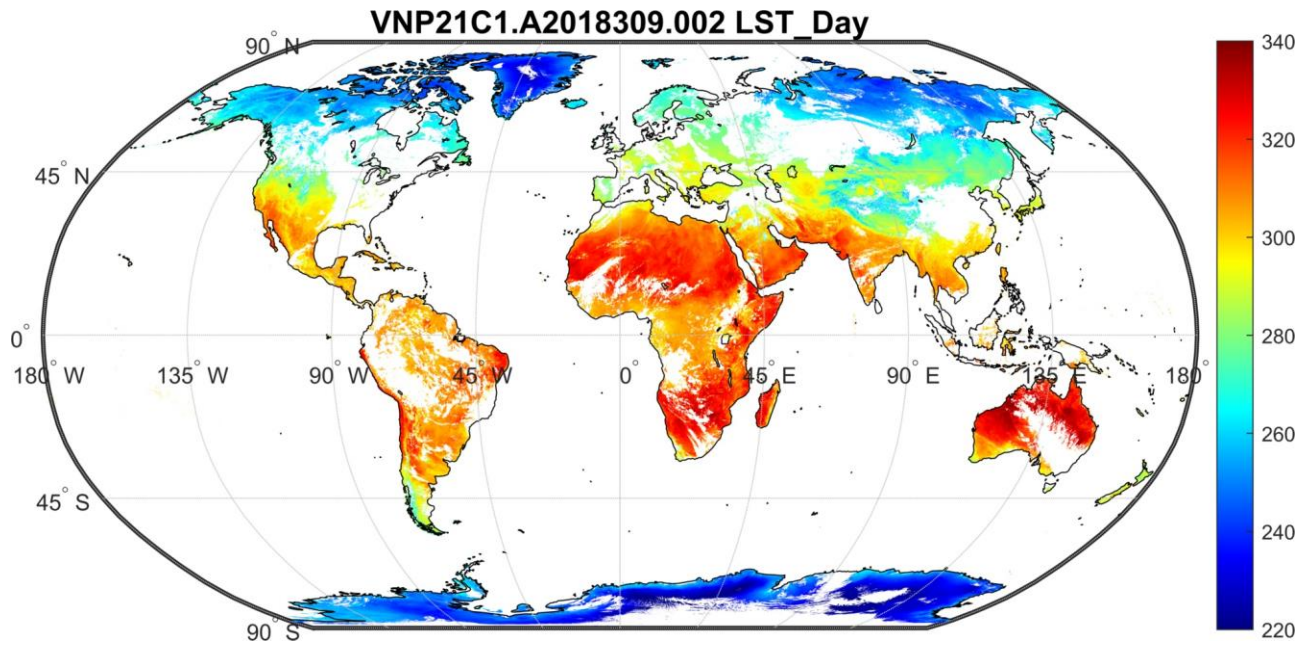 VNP21C1.A2018309.002 LST_Day
90° N
45° N
0°
180° W
135° W
90° W
45° W
0°
45° E
90° E
135° E
180°
45° S
90° S
340
320
300
280
260
240
220